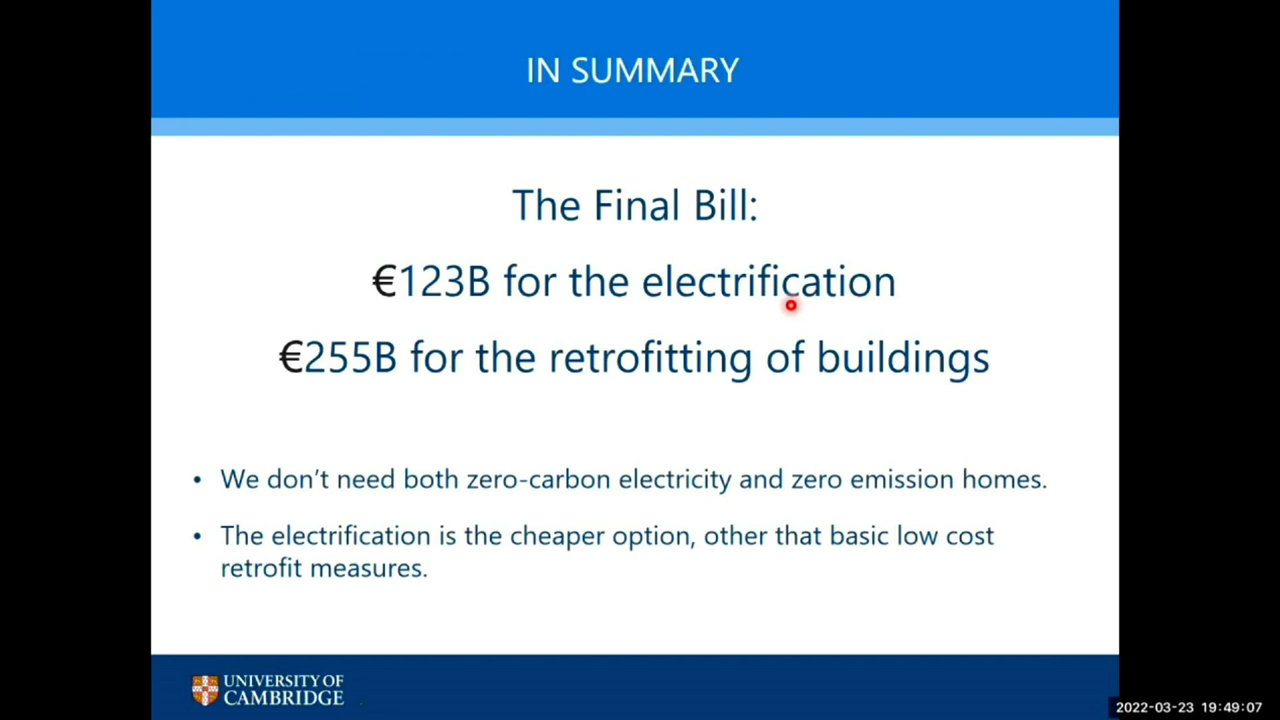 IN SUMMARY
The Final Bill:
€123B for the electrification
€255B for the retrofitting of buildings
• We don’t need both zero-carbon electricity and zero emission homes.
• The electrification is the cheaper option, other that basic low cost
retrofit measures.
UNIVERSITY OF
CAMBRIDGE
2022-03-23 19:49:07